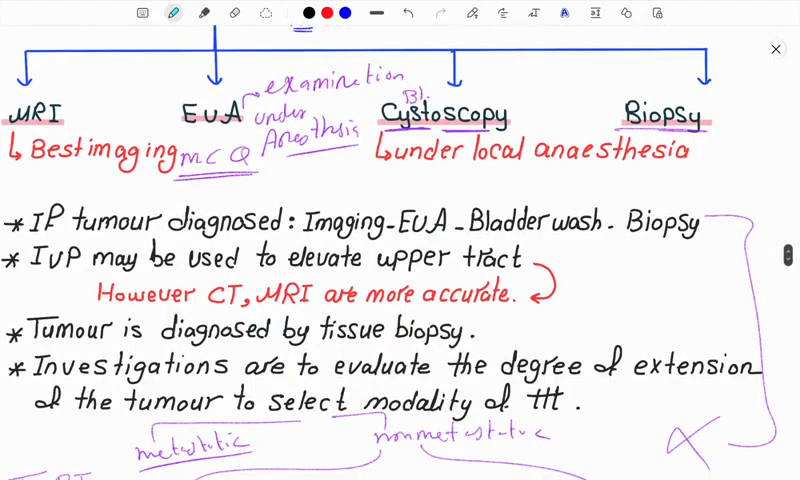 MRI EUA → examination under Anesthisia Cystoscopy Biopsy
↳ Best imaging MCQ ↳ under local anaesthesia
* IF tumour diagnosed: Imaging - EUA - Bladder wash - Biopsy
* IVP may be used to elevate upper tract
However CT, MRI are more accurate.
* Tumour is diagnosed by tissue biopsy.
* Investigations are to evaluate the degree of extension
of the tumour to select modality of ttt.
metastatic nonmetastatic